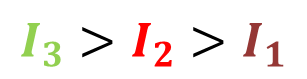 I₃ > I₂ > I₁